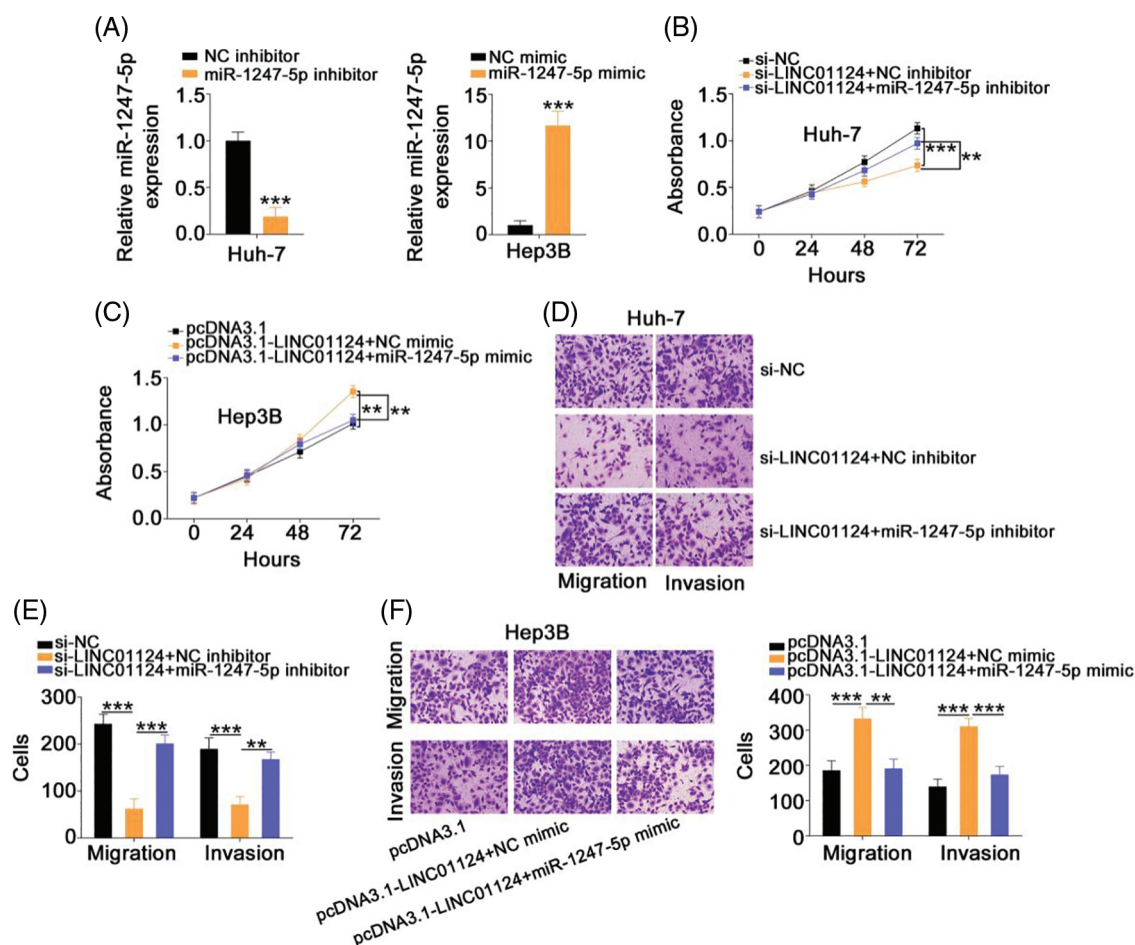 (A)
NC inhibitor
miR-1247-5p inhibitor
Relative miR-1247-5p
expression
1.5
1.0
0.5
0.0
***
Huh-7
NC mimic
miR-1247-5p mimic
Relative miR-1247-5p
expression
15
10
5
0
***
Hep3B
(B)
si-NC
si-LINC01124+NC inhibitor
si-LINC01124+miR-1247-5p inhibitor
Huh-7
Absorbance
1.5
1.0
0.5
0.0
*** **
0 24 48 72
Hours
(C)
pcDNA3.1
pcDNA3.1-LINC01124+NC mimic
pcDNA3.1-LINC01124+miR-1247-5p mimic
Hep3B
Absorbance
1.5
1.0
0.5
0.0
** **
0 24 48 72
Hours
(D)
Huh-7
si-NC
si-LINC01124+NC inhibitor
si-LINC01124+miR-1247-5p inhibitor
Migration Invasion
(E)
si-NC
si-LINC01124+NC inhibitor
si-LINC01124+miR-1247-5p inhibitor
Cells
300
200
100
0
*** *** *** **
Migration Invasion
(F)
Hep3B
Migration
Invasion
pcDNA3.1
pcDNA3.1-LINC01124+NC mimic
pcDNA3.1-LINC01124+miR-1247-5p mimic
pcDNA3.1
pcDNA3.1-LINC01124+NC mimic
pcDNA3.1-LINC01124+miR-1247-5p mimic
Cells
400
300
200
100
0
*** ** *** ***
Migration Invasion